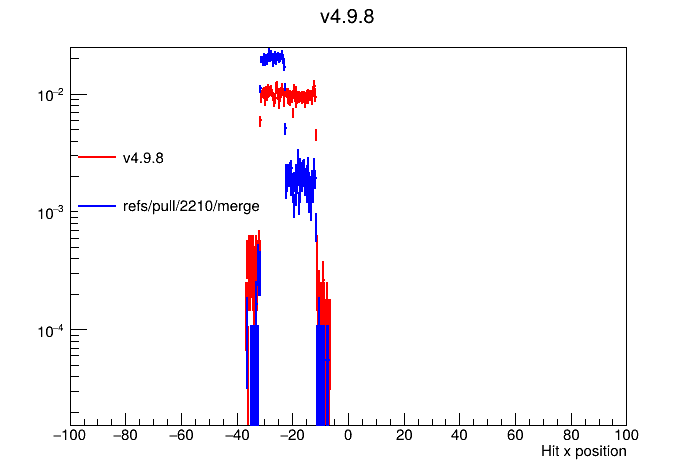 v4.9.8
10⁻²
v4.9.8
refs/pull/2210/merge
10⁻³
10⁻⁴
−100 −80 −60 −40 −20 0 20 40 60 80 100
Hit x position